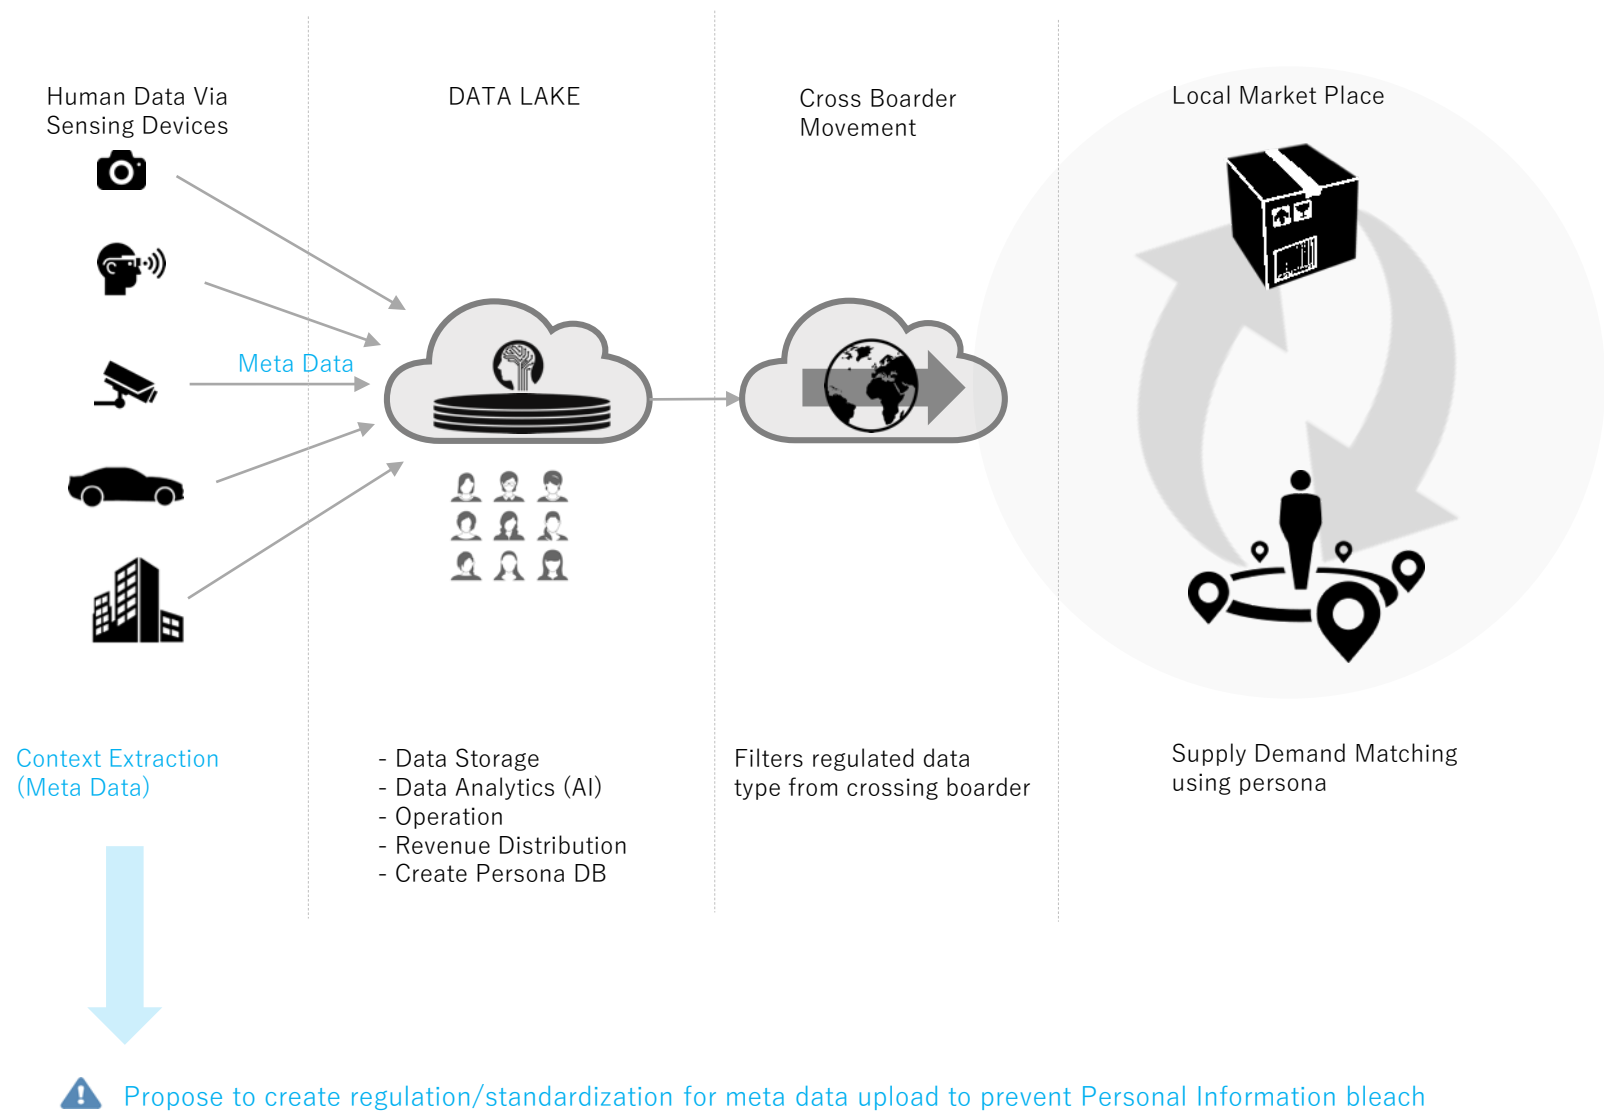 Human Data Via
Sensing Devices
DATA LAKE
Cross Boarder
Movement
Local Market Place
Meta Data
Context Extraction
(Meta Data)
- Data Storage
- Data Analytics (AI)
- Operation
- Revenue Distribution
- Create Persona DB
Filters regulated data
type from crossing boarder
Supply Demand Matching
using persona
Propose to create regulation/standardization for meta data upload to prevent Personal Information bleach